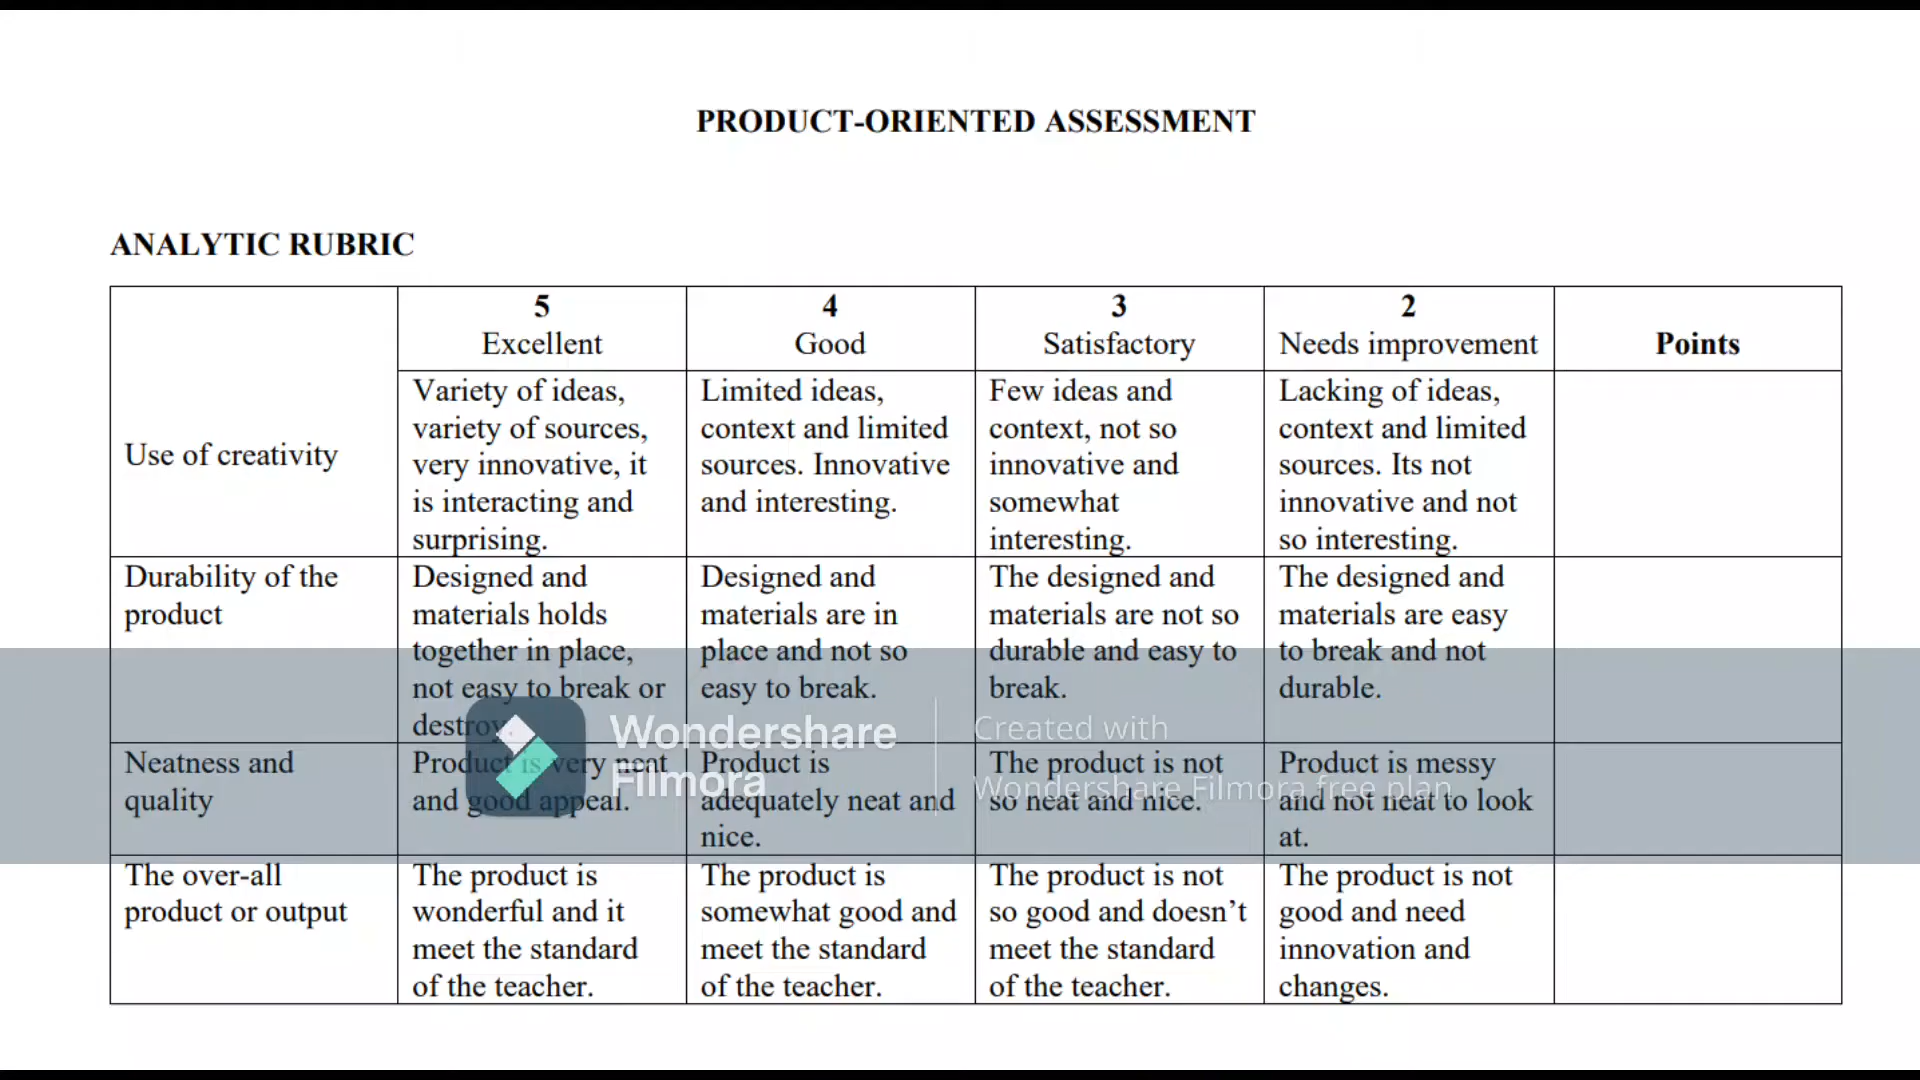 PRODUCT-ORIENTED ASSESSMENT
ANALYTIC RUBRIC
5
Excellent
4
Good
3
Satisfactory
2
Needs improvement
Points
Use of creativity
Variety of ideas,
variety of sources,
very innovative, it
is interacting and
surprising.
Limited ideas,
context and limited
sources. Innovative
and interesting.
Few ideas and
context, not so
innovative and
somewhat
interesting.
Lacking of ideas,
context and limited
sources. Its not
innovative and not
so interesting.
Durability of the
product
Designed and
materials holds
together in place,
not easy to break or
destroy.
Designed and
materials are in
place and not so
easy to break.
The designed and
materials are not so
durable and easy to
break.
The designed and
materials are easy
to break and not
durable.
Neatness and
quality
Product is very neat
and good appeal.
Product is
adequately neat and
nice.
The product is not
so neat and nice.
Product is messy
and not neat to look
at.
The over-all
product or output
The product is
wonderful and it
meet the standard
of the teacher.
The product is
somewhat good and
meet the standard
of the teacher.
The product is not
so good and doesn’t
meet the standard
of the teacher.
The product is not
good and need
innovation and
changes.
Wondershare
Filmora
Created with
Wondershare Filmora free plan